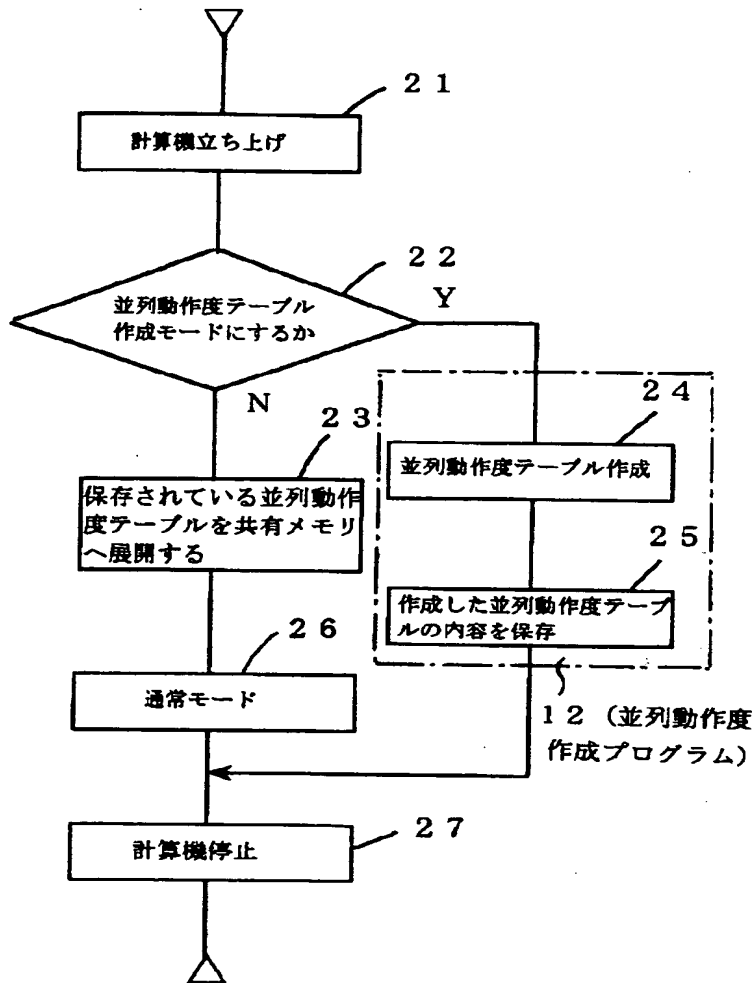 ２１
計算機立ち上げ
２２
並列動作度テーブル
作成モードにするか
Y
N
２３
保存されている並列動作
度テーブルを共有メモリ
へ展開する
２４
並列動作度テーブル作成
２５
作成した並列動作度テーブ
ルの内容を保存
１２（並列動作度
作成プログラム）
２６
通常モード
２７
計算機停止